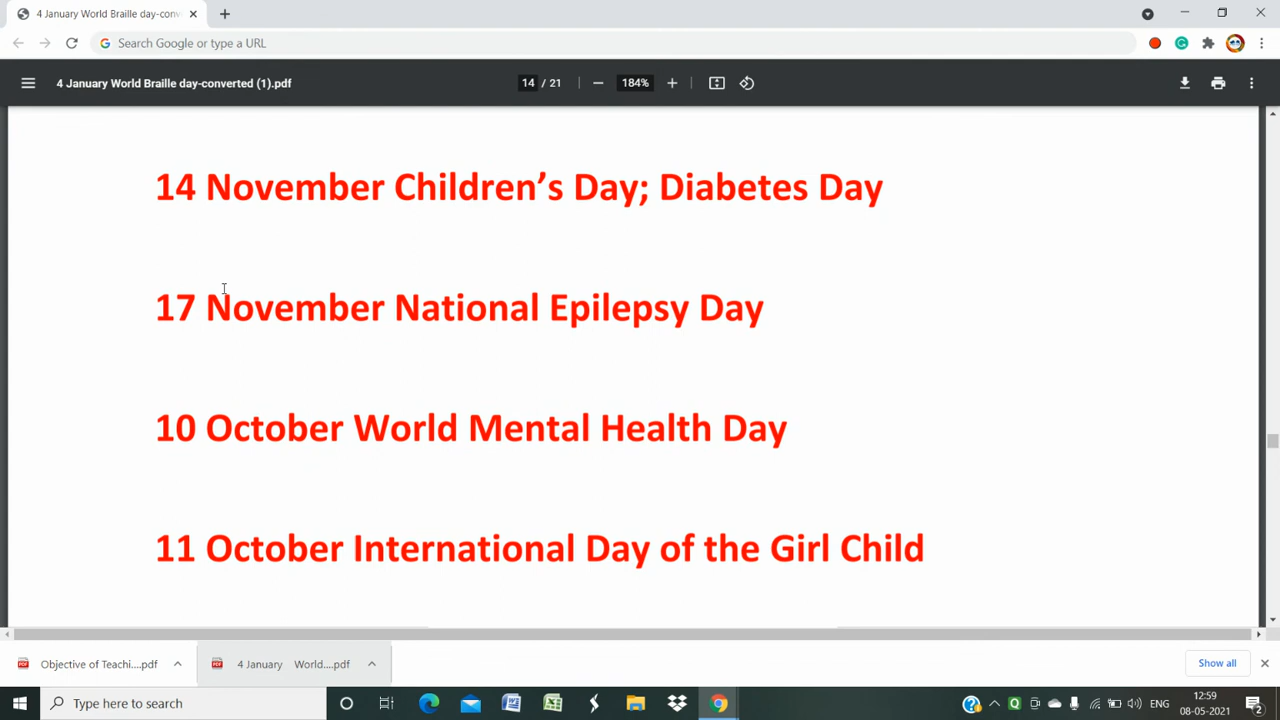 4 January World Braille day-conv
Search Google or type a URL
4 January World Braille day-converted (1).pdf
14 / 21
184%
14 November Children’s Day; Diabetes Day
17 November National Epilepsy Day
10 October World Mental Health Day
11 October International Day of the Girl Child
Objective of Teachi....pdf
4 January World....pdf
Show all
Type here to search
ENG
12:59
08-05-2021
2